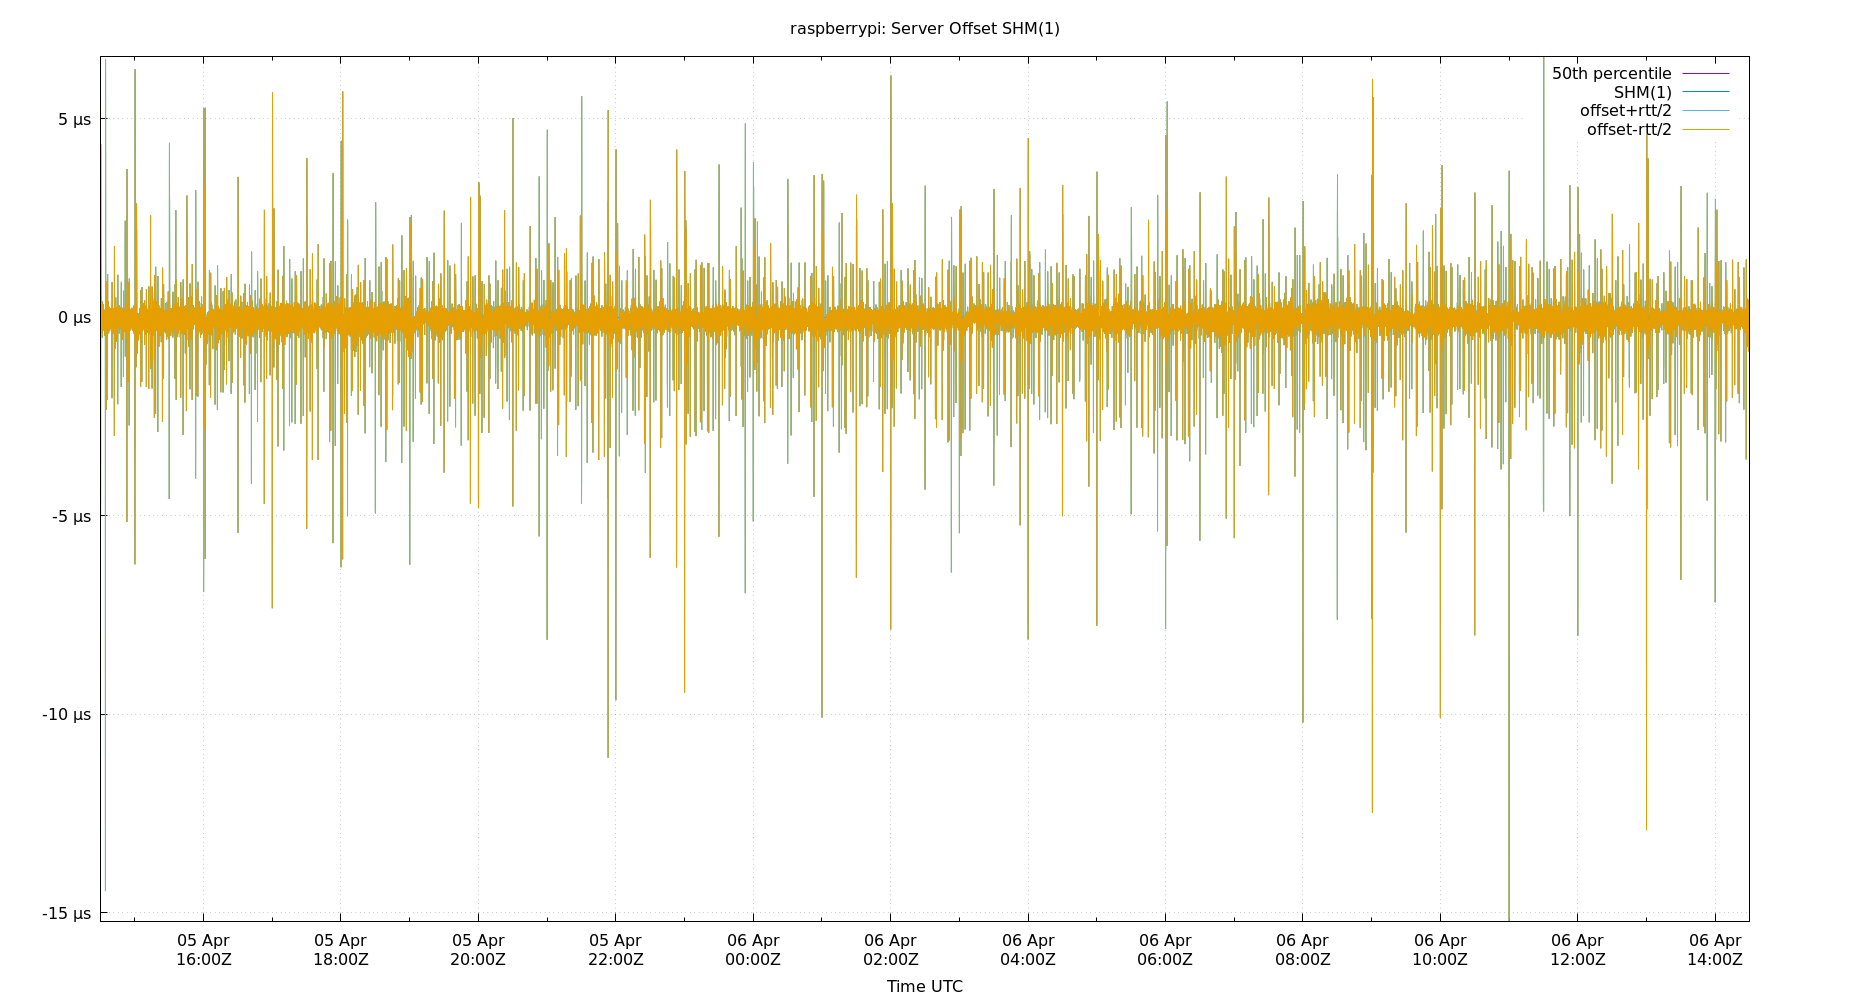 raspberrypi: Server Offset SHM(1)
50th percentile
SHM(1)
offset+rtt/2
offset-rtt/2
5 µs
0 µs
-5 µs
-10 µs
-15 µs
05 Apr 05 Apr 05 Apr 05 Apr 06 Apr 06 Apr 06 Apr 06 Apr 06 Apr 06 Apr 06 Apr 06 Apr
16:00Z 18:00Z 20:00Z 22:00Z 00:00Z 02:00Z 04:00Z 06:00Z 08:00Z 10:00Z 12:00Z 14:00Z
Time UTC